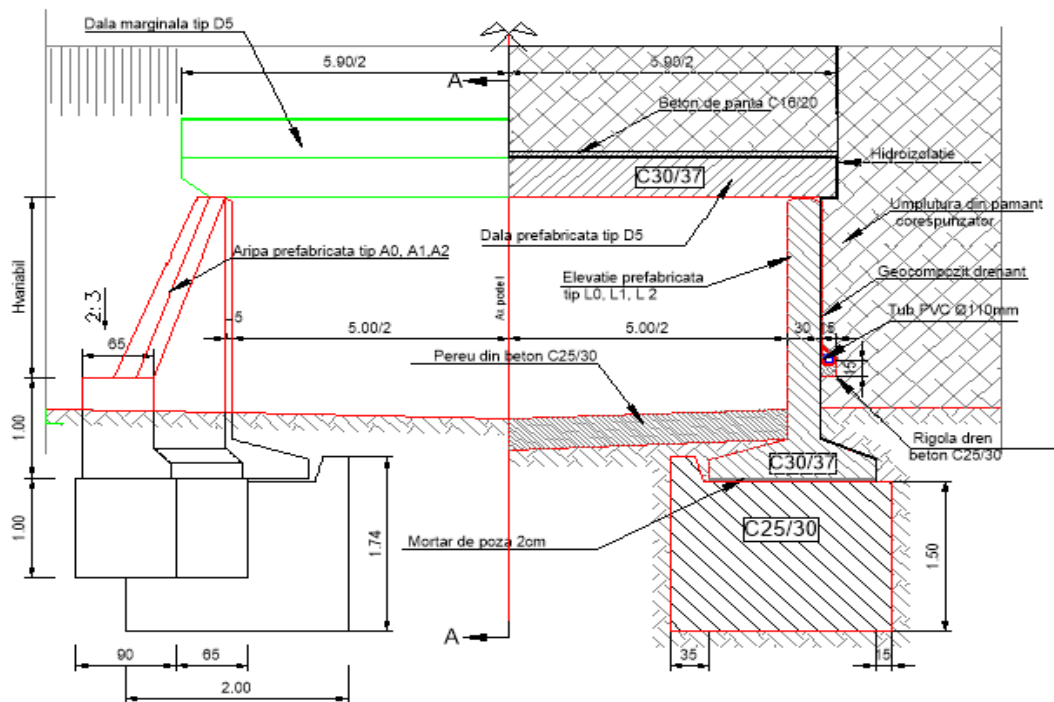 Dala marginala tip D5
5.90/2
5.90/2
A
Beton de panta C16/20
Hidroizolatie
C30/37
Umplutura din pamant
corespunzator
Dala prefabricata tip D5
Aripa prefabricata tip A0, A1,A2
Elevatie prefabricata
tip L0, L1, L 2
Geocompozit drenant
Hvariabil
2:3
Ax podet
Tub PVC Ø110mm
5
5.00/2
5.00/2
30
15
65
Pereu din beton C25/30
15
1.00
Rigola dren
beton C25/30
C30/37
1.00
1.74
Mortar de poza 2cm
C25/30
1.50
A
90
65
35
15
2.00